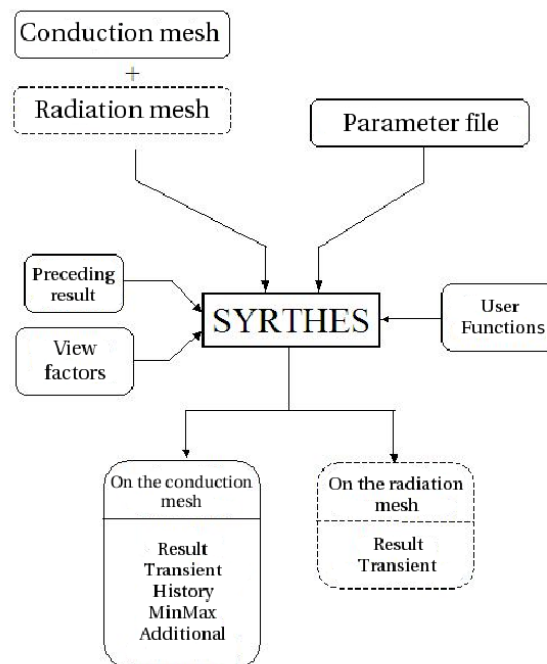 Conduction mesh
+
Radiation mesh
Parameter file
Preceding
result
View
factors
SYRTHES
User
Functions
On the conduction
mesh
Result
Transient
History
MinMax
Additional
On the radiation
mesh
Result
Transient